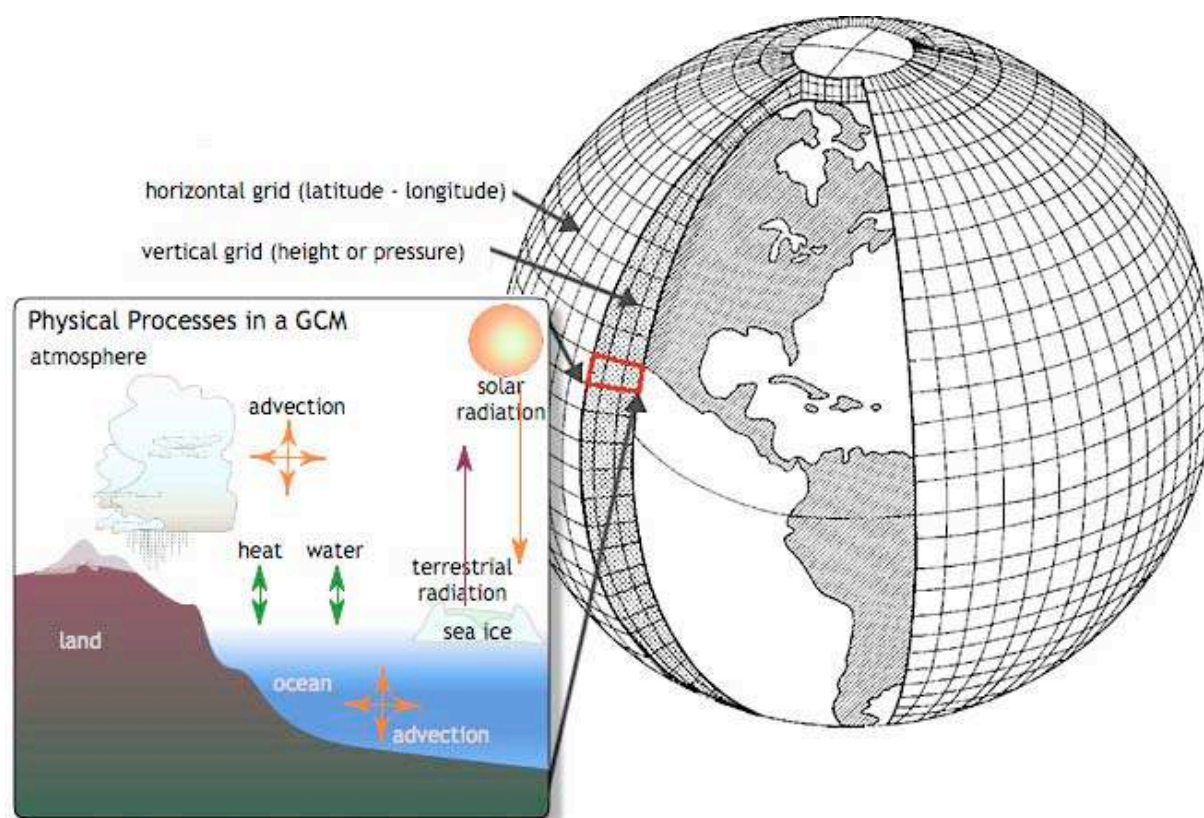 horizontal grid (latitude - longitude)
vertical grid (height or pressure)
Physical Processes in a GCM
atmosphere
solar
radiation
advection
heat
water
terrestrial
radiation
sea ice
land
ocean
advection